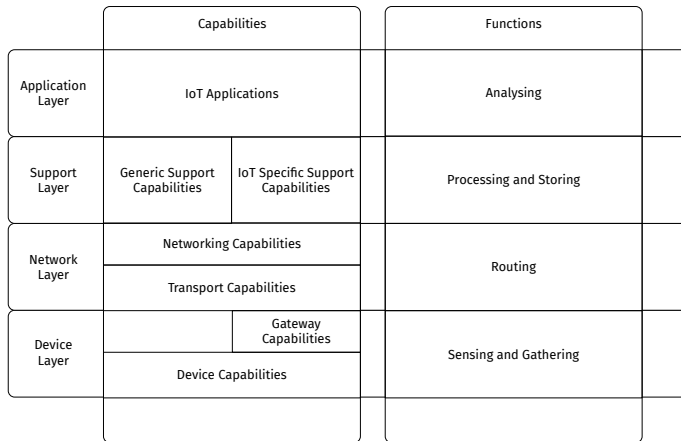 Capabilities
Functions
Application
Layer
IoT Applications
Analysing
Support
Layer
Generic Support
Capabilities
IoT Specific Support
Capabilities
Processing and Storing
Network
Layer
Networking Capabilities
Transport Capabilities
Routing
Device
Layer
Gateway
Capabilities
Device Capabilities
Sensing and Gathering